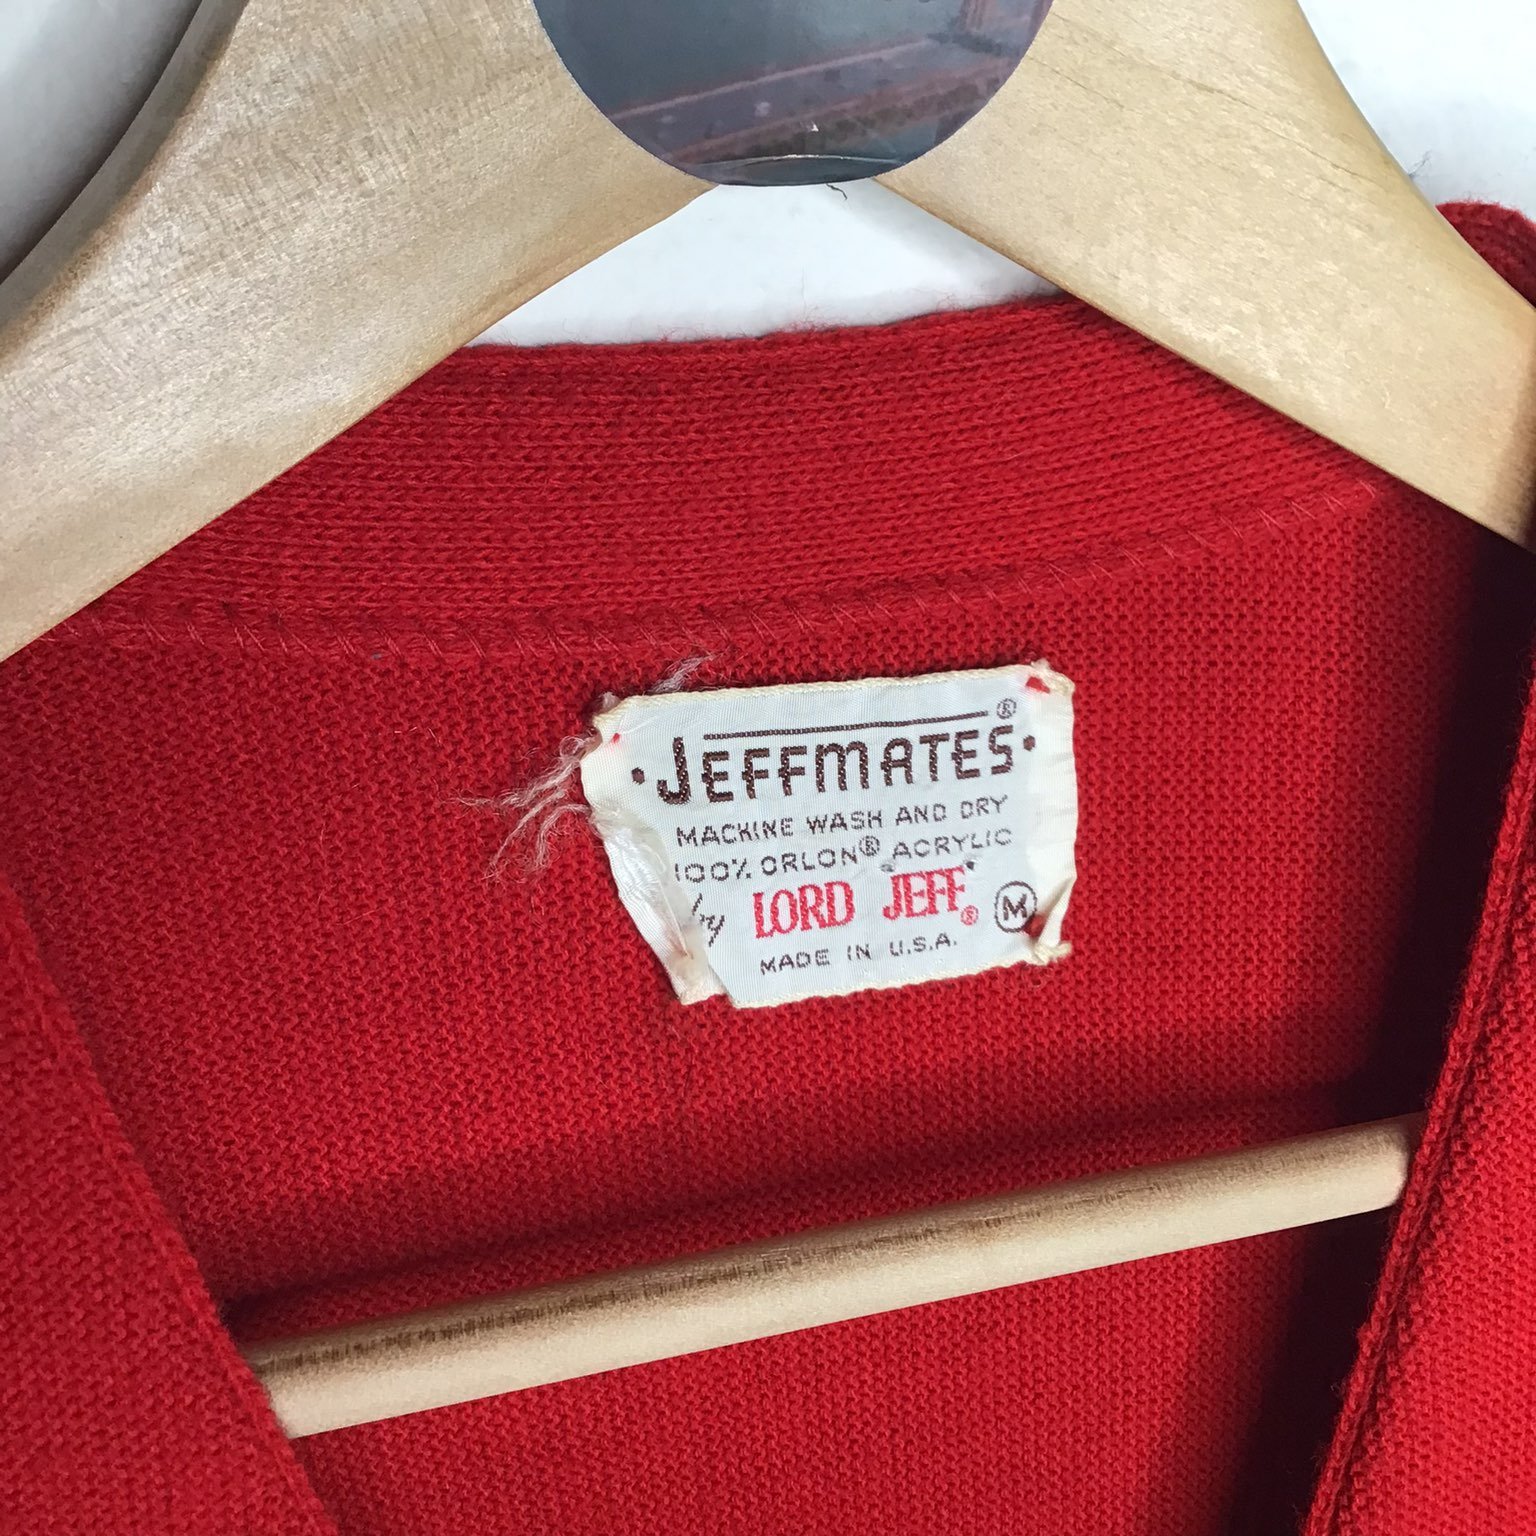 • JEFFMATES ® •
MACHINE WASH AND DRY
100% ORLON® ACRYLIC
by LORD JEFF® M
MADE IN U.S.A.